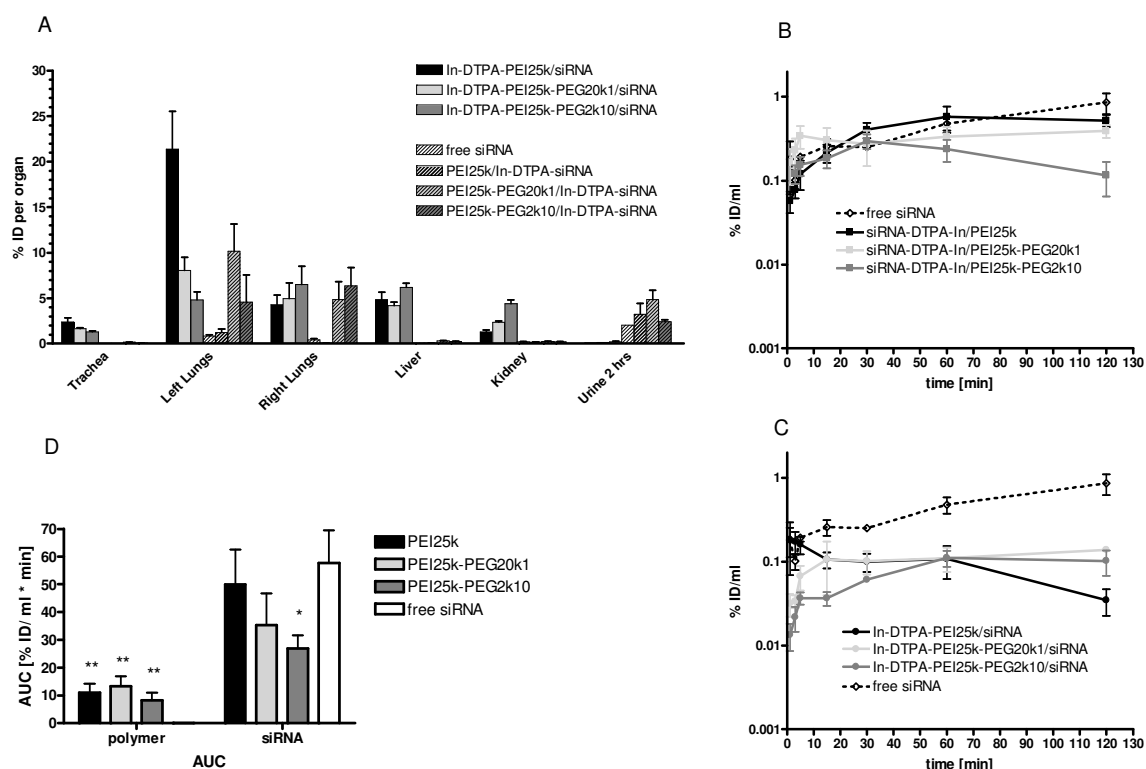 A
30
25
20
15
10
5
0
% ID per organ
In-DTPA-PEI25k/siRNA
In-DTPA-PEI25k-PEG20k1/siRNA
In-DTPA-PEI25k-PEG2k10/siRNA
free siRNA
PEI25k/In-DTPA-siRNA
PEI25k-PEG20k1/In-DTPA-siRNA
PEI25k-PEG2k10/In-DTPA-siRNA
Trachea
Left Lungs
Right Lungs
Liver
Kidney
Urine 2 hrs
B
1
0.1
0.01
0.001
% ID/ml
free siRNA
siRNA-DTPA-In/PEI25k
siRNA-DTPA-In/PEI25k-PEG20k1
siRNA-DTPA-In/PEI25k-PEG2k10
0 10 20 30 40 50 60 70 80 90 100 110 120 130
time [min]
C
1
0.1
0.01
0.001
% ID/ml
In-DTPA-PEI25k/siRNA
In-DTPA-PEI25k-PEG20k1/siRNA
In-DTPA-PEI25k-PEG2k10/siRNA
free siRNA
0 10 20 30 40 50 60 70 80 90 100 110 120 130
time [min]
D
70
60
50
40
30
20
10
0
AUC [% ID/ ml * min]
** ** **
*
PEI25k
PEI25k-PEG20k1
PEI25k-PEG2k10
free siRNA
polymer siRNA
AUC